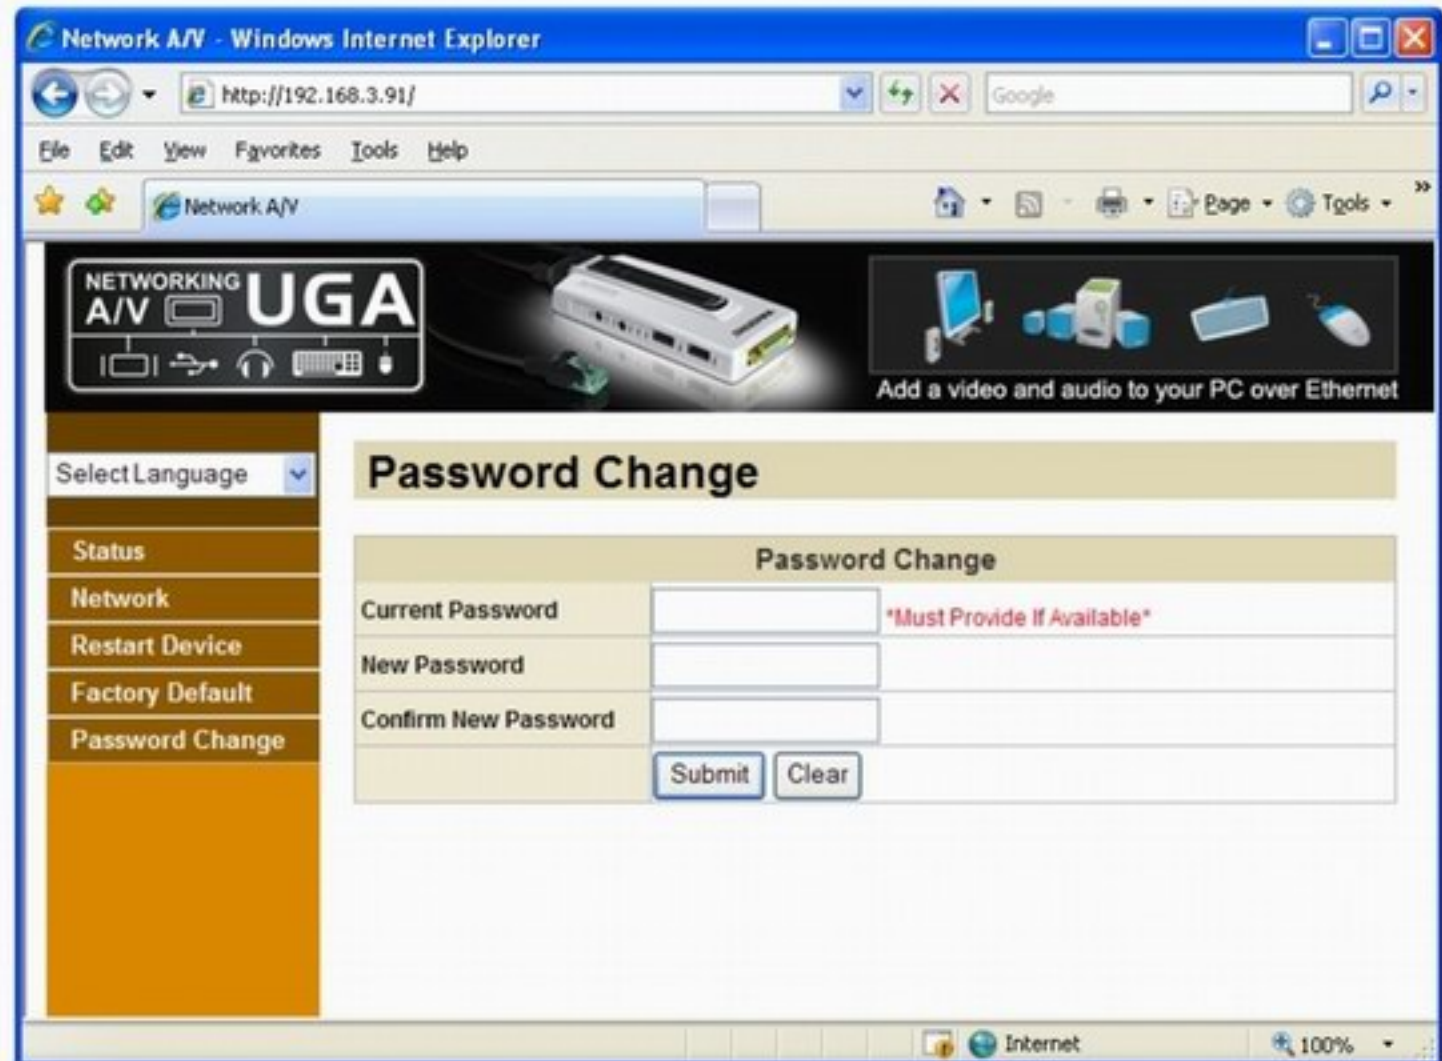 Network A/V - Windows Internet Explorer
http://192.168.3.91/
Google
File Edit View Favorites Tools Help
Network A/V
Page Tools »
NETWORKING A/V UGA
Add a video and audio to your PC over Ethernet
Select Language
Password Change
Status
Network
Restart Device
Factory Default
Password Change
Password Change
Current Password *Must Provide If Available*
New Password
Confirm New Password
Submit Clear
Internet 100%